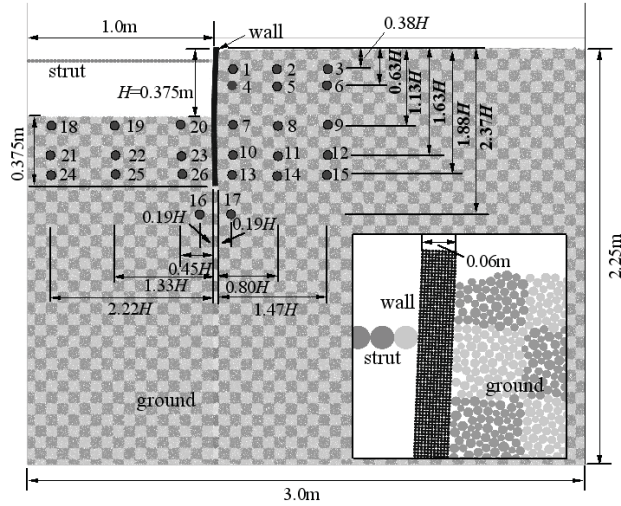 1.0m
wall
0.38H
strut
H=0.375m
0.63H
1.13H
1.63H
1.88H
2.37H
1 2 3
4 5 6
18 19 20 7 8 9
0.375m
21 22 23 10 11 12
24 25 26 13 14 15
16 17
0.19H 0.19H
0.45H
1.33H 0.80H
2.22H 1.47H
2.25m
0.06m
wall
strut
ground
ground
3.0m